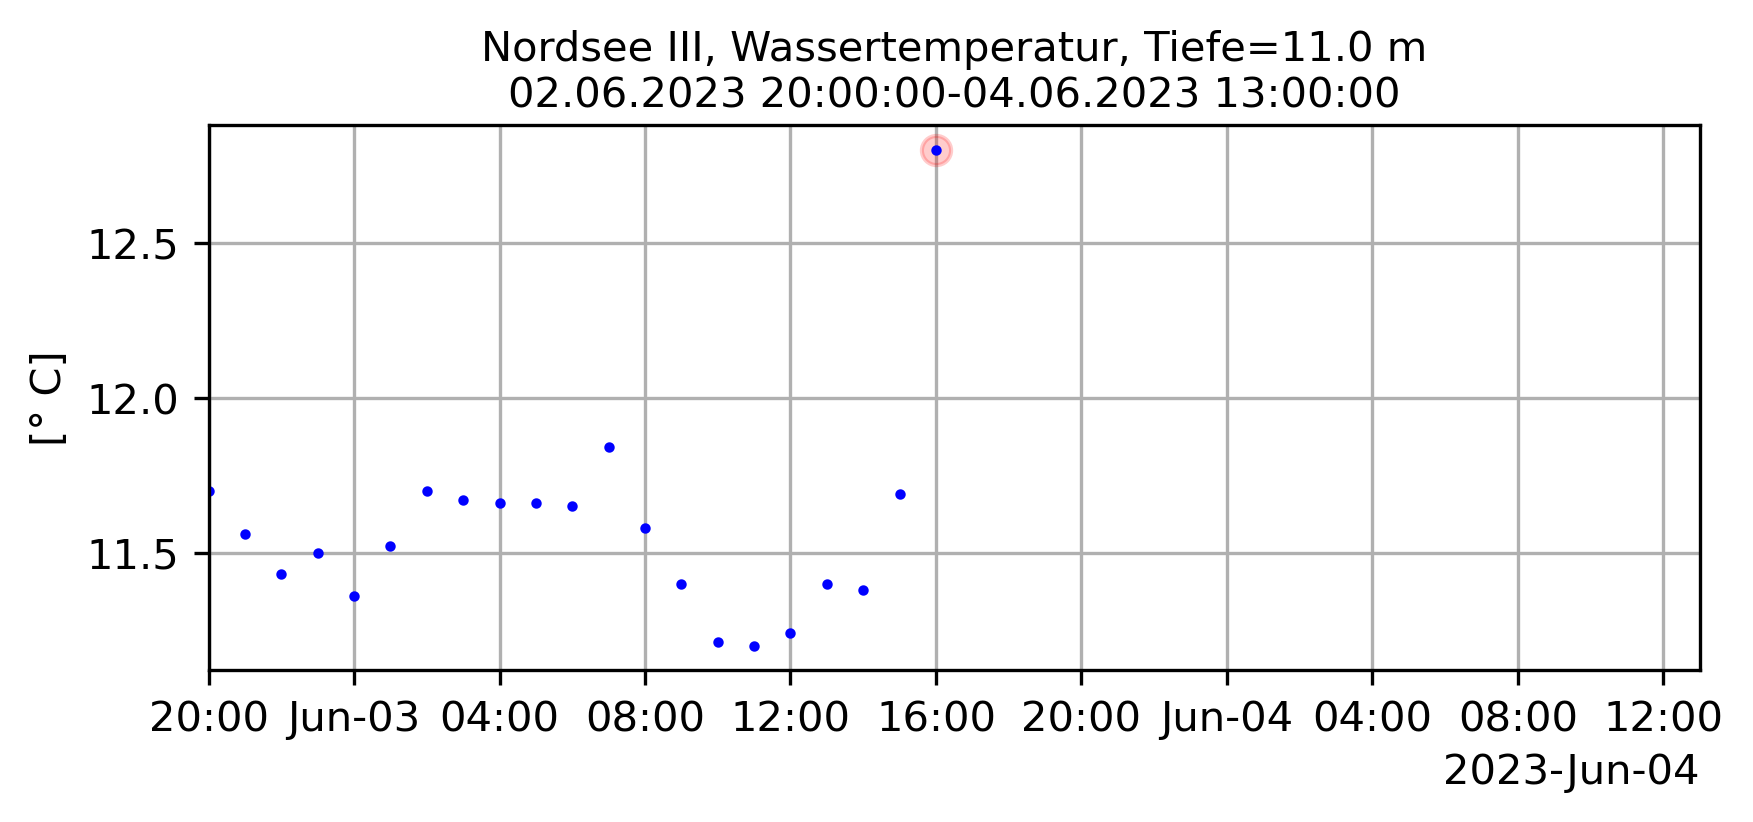 Nordsee III, Wassertemperatur, Tiefe=11.0 m
02.06.2023 20:00:00-04.06.2023 13:00:00
[° C]
12.5
12.0
11.5
20:00 Jun-03 04:00 08:00 12:00 16:00 20:00 Jun-04 04:00 08:00 12:00
2023-Jun-04